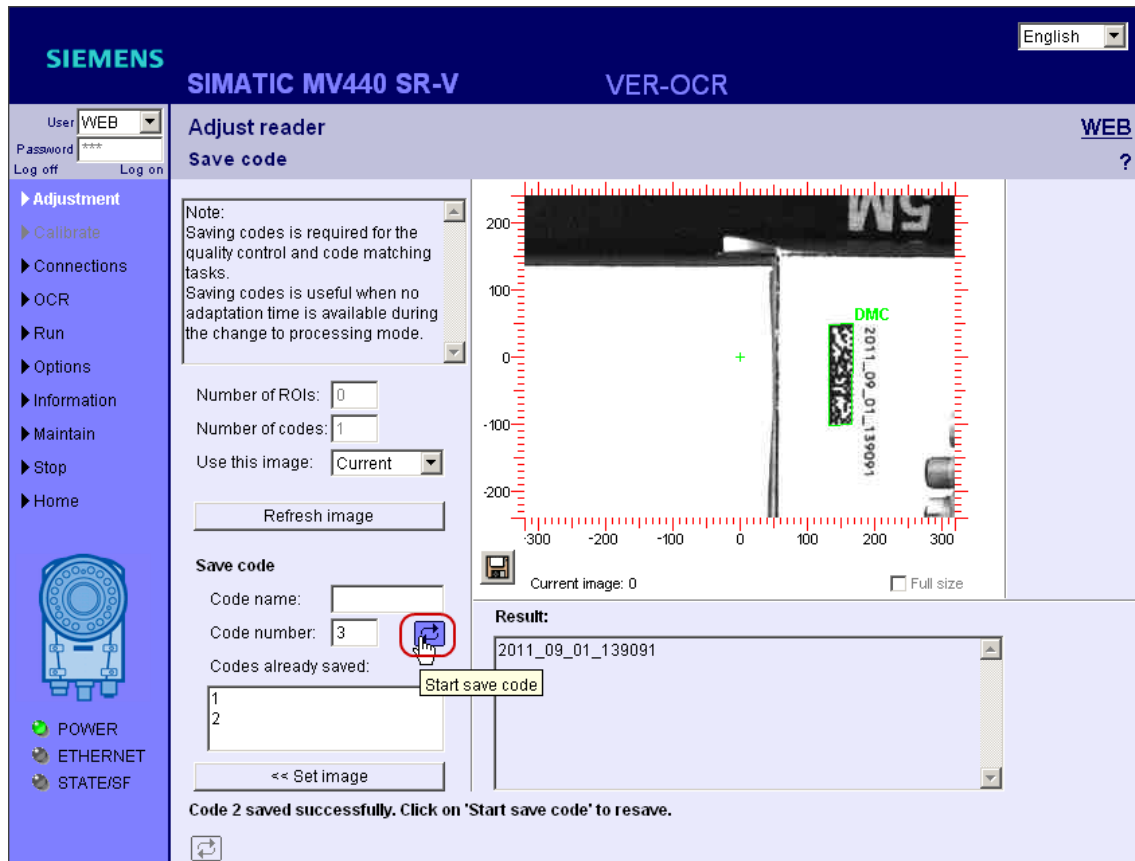 English
SIEMENS
SIMATIC MV440 SR-V
VER-OCR
User WEB
Password ***
Log off Log on
Adjust reader
WEB
Save code
?
Adjustment
Calibrate
Connections
OCR
Run
Options
Information
Maintain
Stop
Home
POWER
ETHERNET
STATE/SF
Note:
Saving codes is required for the
quality control and code matching
tasks.
Saving codes is useful when no
adaptation time is available during
the change to processing mode.
Number of ROIs: 0
Number of codes: 1
Use this image: Current
Refresh image
Save code
Code name:
Code number: 3
Start save code
Codes already saved:
1
2
<< Set image
200
100
0
-100
-200
-300 -200 -100 0 100 200 300
5M
DMC
2011_09_01_139091
Current image: 0
Full size
Result:
2011_09_01_139091
Code 2 saved successfully. Click on 'Start save code' to resave.